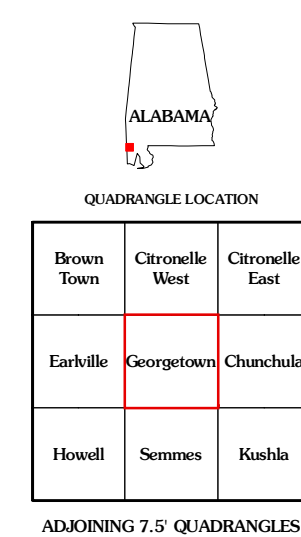 ALABAMA
QUADRANGLE LOCATION
Brown
Town
Citronelle
West
Citronelle
East
Earlville
Georgetown
Chunchula
Howell
Semmes
Kushla
ADJOINING 7.5' QUADRANGLES